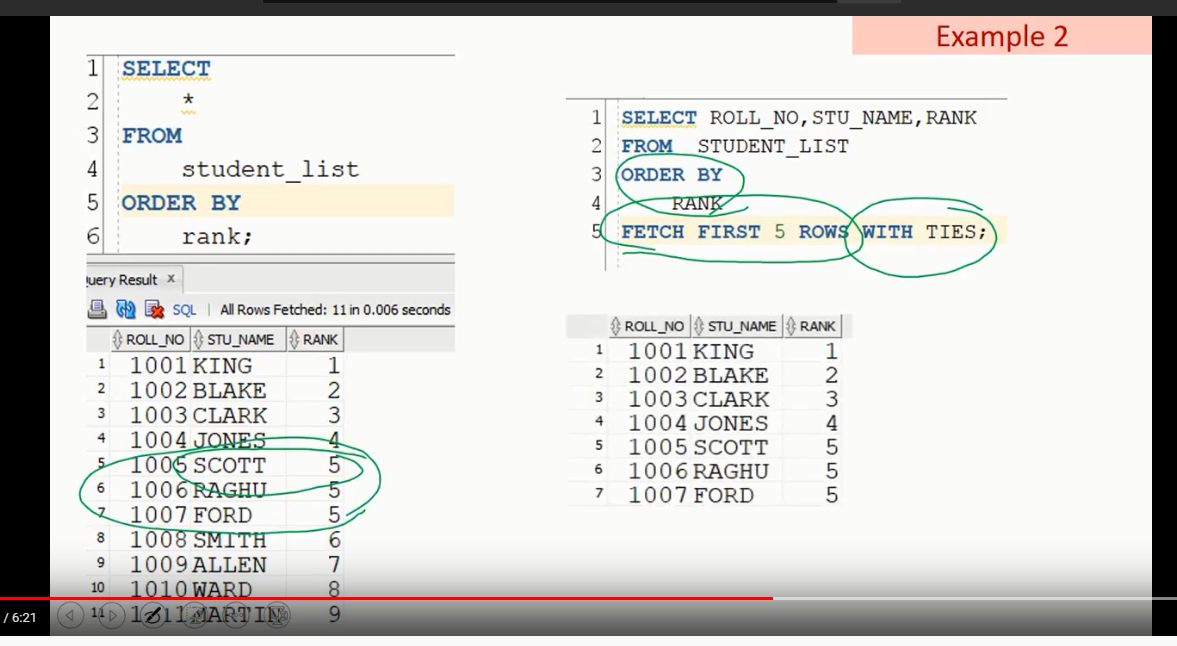 Example 2
1 SELECT
2 *
3 FROM
4 student_list
5 ORDER BY
6 rank;
Query Result x
SQL | All Rows Fetched: 11 in 0.006 seconds
ROLL_NO STU_NAME RANK
1 1001 KING 1
2 1002 BLAKE 2
3 1003 CLARK 3
4 1004 JONES 4
5 1005 SCOTT 5
6 1006 RAGHU 5
7 1007 FORD 5
8 1008 SMITH 6
9 1009 ALLEN 7
10 1010 WARD 8
11 1011 MARTIN 9
1 SELECT ROLL_NO,STU_NAME,RANK
2 FROM STUDENT_LIST
3 ORDER BY
4 RANK
5 FETCH FIRST 5 ROWS WITH TIES;
ROLL_NO STU_NAME RANK
1 1001 KING 1
2 1002 BLAKE 2
3 1003 CLARK 3
4 1004 JONES 4
5 1005 SCOTT 5
6 1006 RAGHU 5
7 1007 FORD 5
/ 6:21